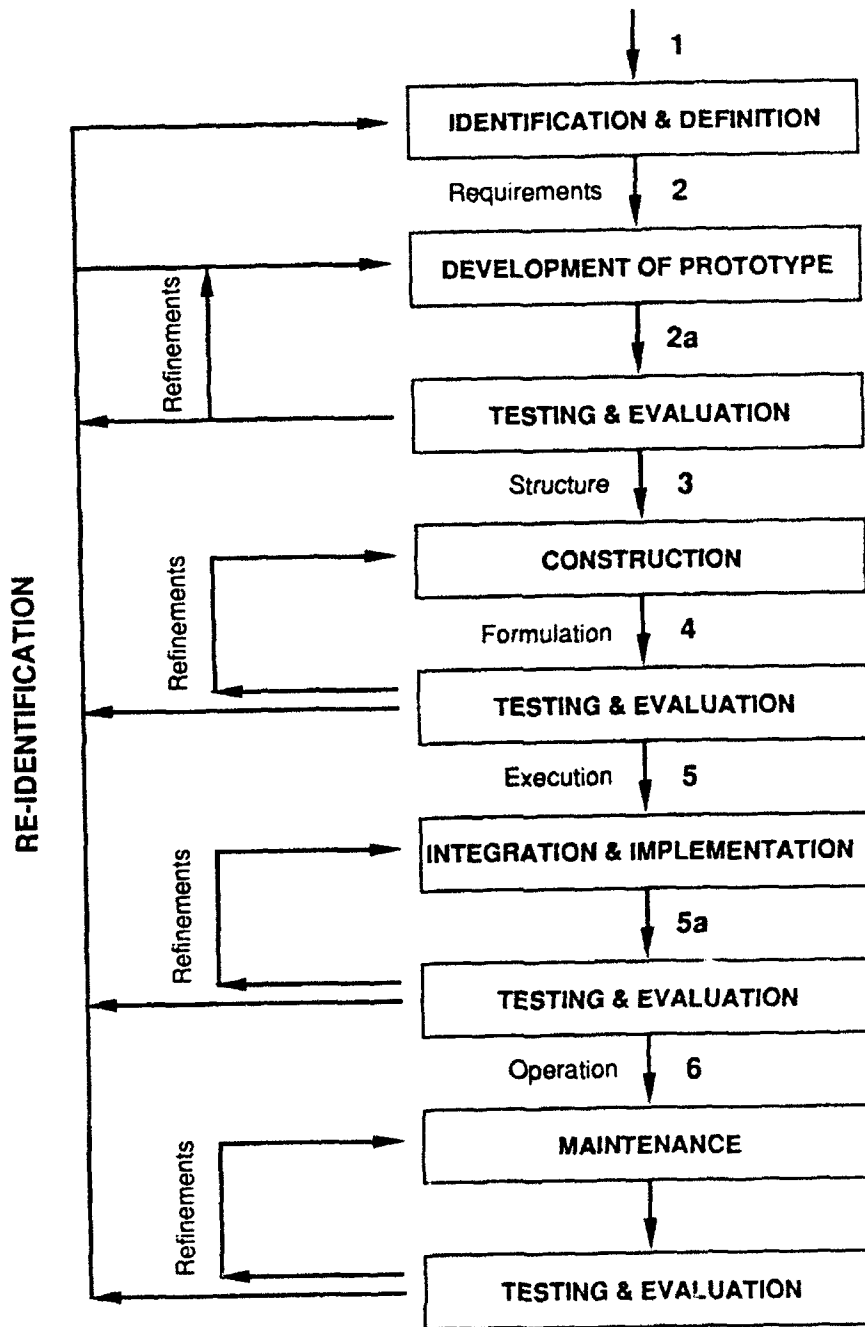 1
IDENTIFICATION & DEFINITION
Requirements 2
DEVELOPMENT OF PROTOTYPE
Refinements
2a
TESTING & EVALUATION
Structure 3
CONSTRUCTION
Refinements
Formulation 4
TESTING & EVALUATION
RE-IDENTIFICATION
Execution 5
INTEGRATION & IMPLEMENTATION
Refinements
5a
TESTING & EVALUATION
Operation 6
MAINTENANCE
Refinements
TESTING & EVALUATION